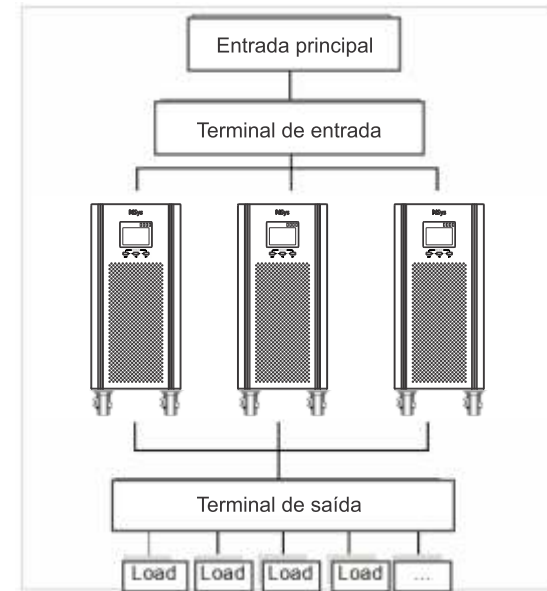 Entrada principal
Terminal de entrada
Terminal de saída
Load Load Load Load ...